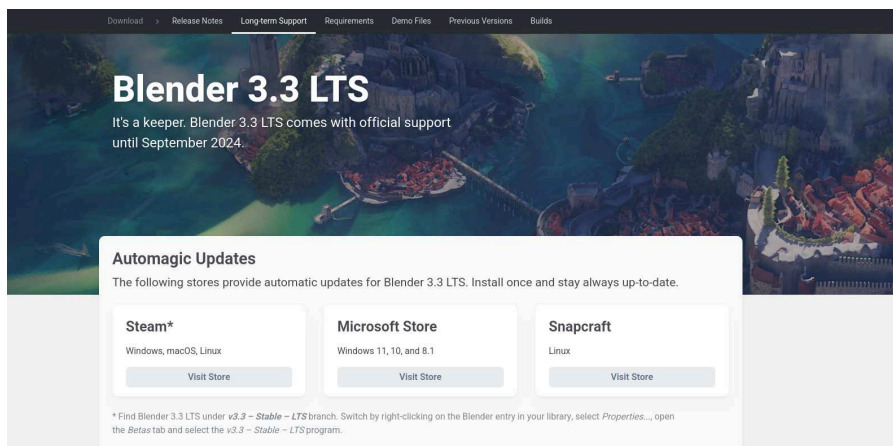 Download > Release Notes Long-term Support Requirements Demo Files Previous Versions Builds
Blender 3.3 LTS
It's a keeper. Blender 3.3 LTS comes with official support
until September 2024.
Automagic Updates
The following stores provide automatic updates for Blender 3.3 LTS. Install once and stay always up-to-date.
Steam*
Windows, macOS, Linux
Visit Store
Microsoft Store
Windows 11, 10, and 8.1
Visit Store
Snapcraft
Linux
Visit Store
* Find Blender 3.3 LTS under v3.3 – Stable – LTS branch. Switch by right-clicking on the Blender entry in your library, select Properties..., open
the Betas tab and select the v3.3 – Stable – LTS program.